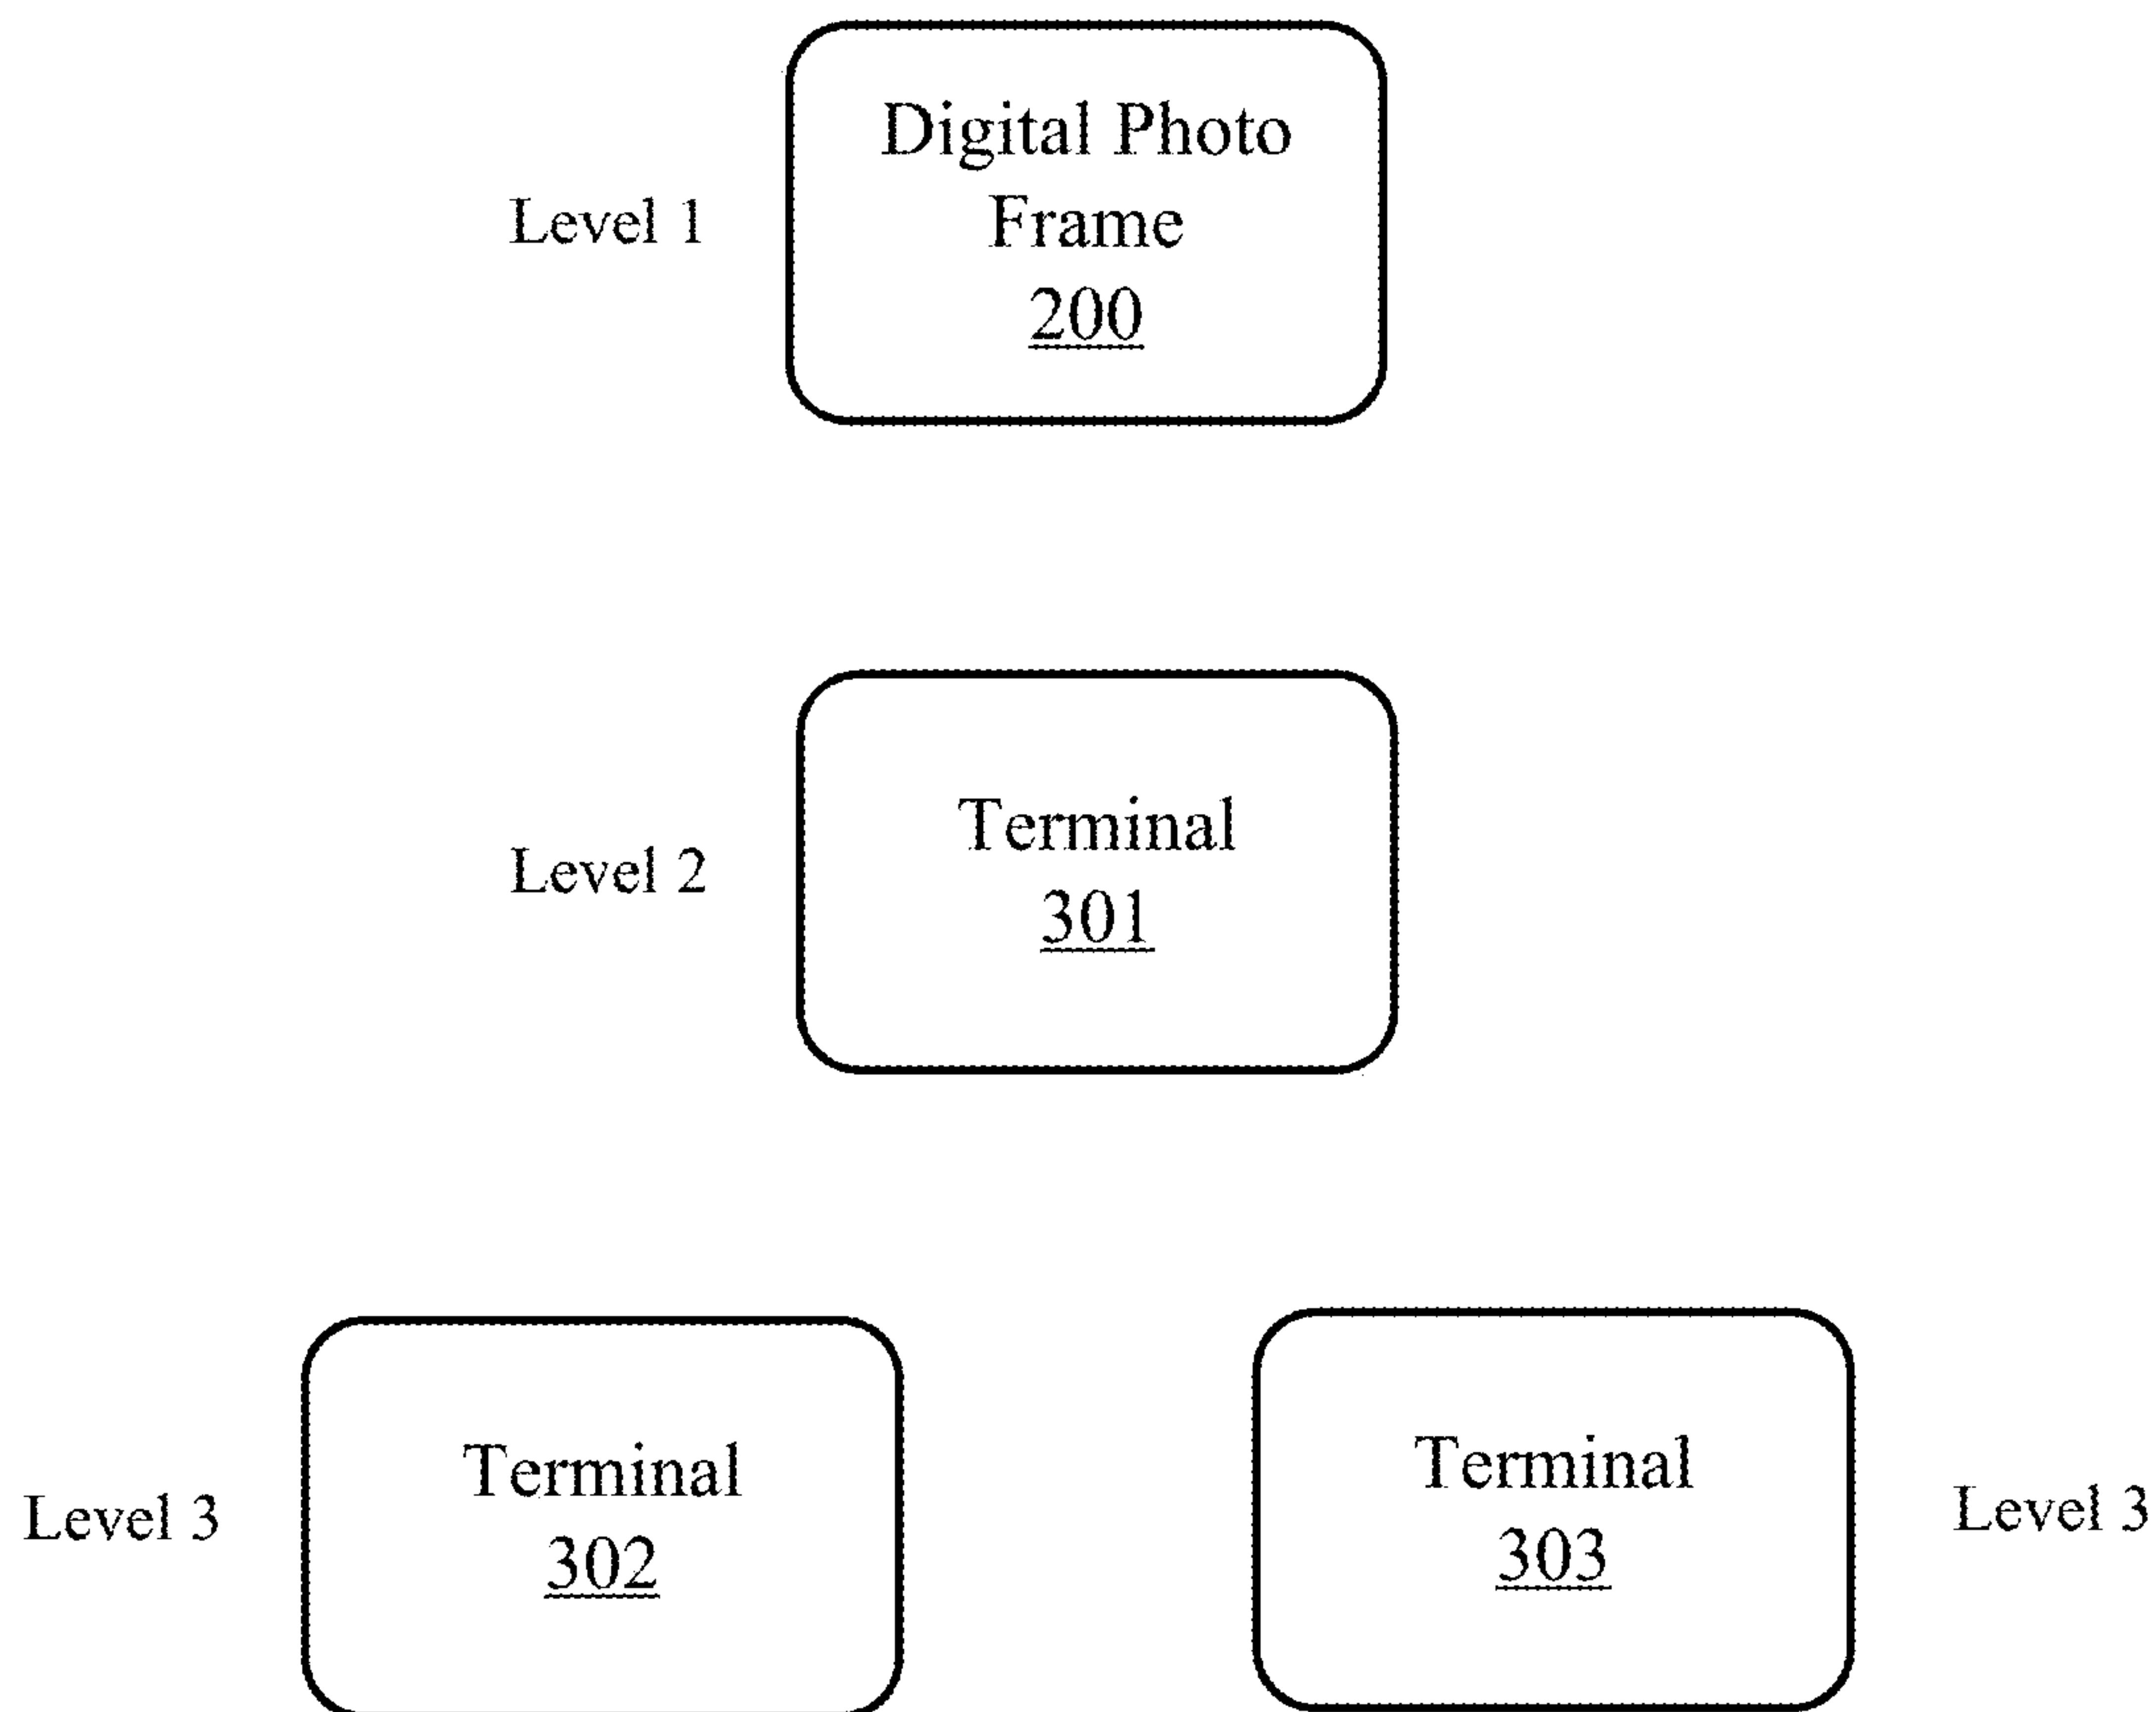 Digital Photo
Frame
200
Level 1
Terminal
301
Level 2
Terminal
302
Level 3
Terminal
303
Level 3